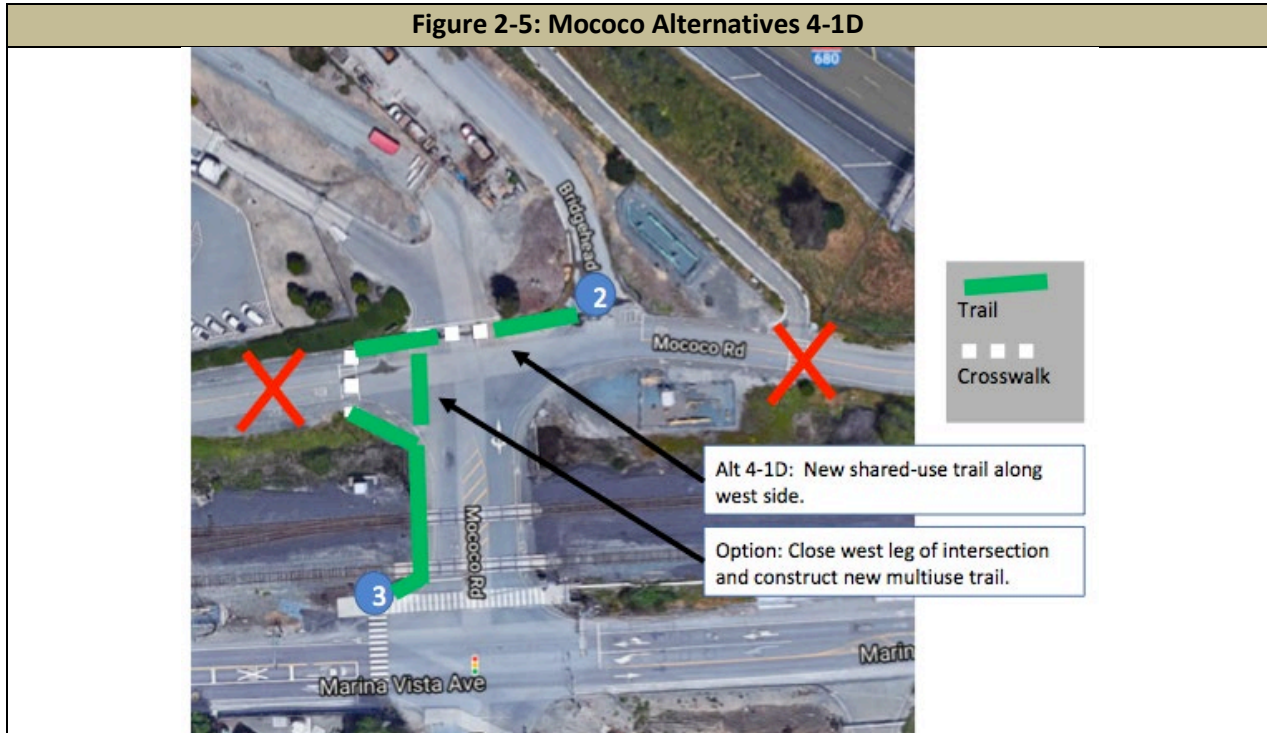 Figure 2-5: Mococo Alternatives 4-1D
680
Bridgehead
2
Mococo Rd
Trail
Crosswalk
Alt 4-1D: New shared-use trail along
west side.
Option: Close west leg of intersection
and construct new multiuse trail.
Mococo Rd
3
Marina Vista Ave
Marin